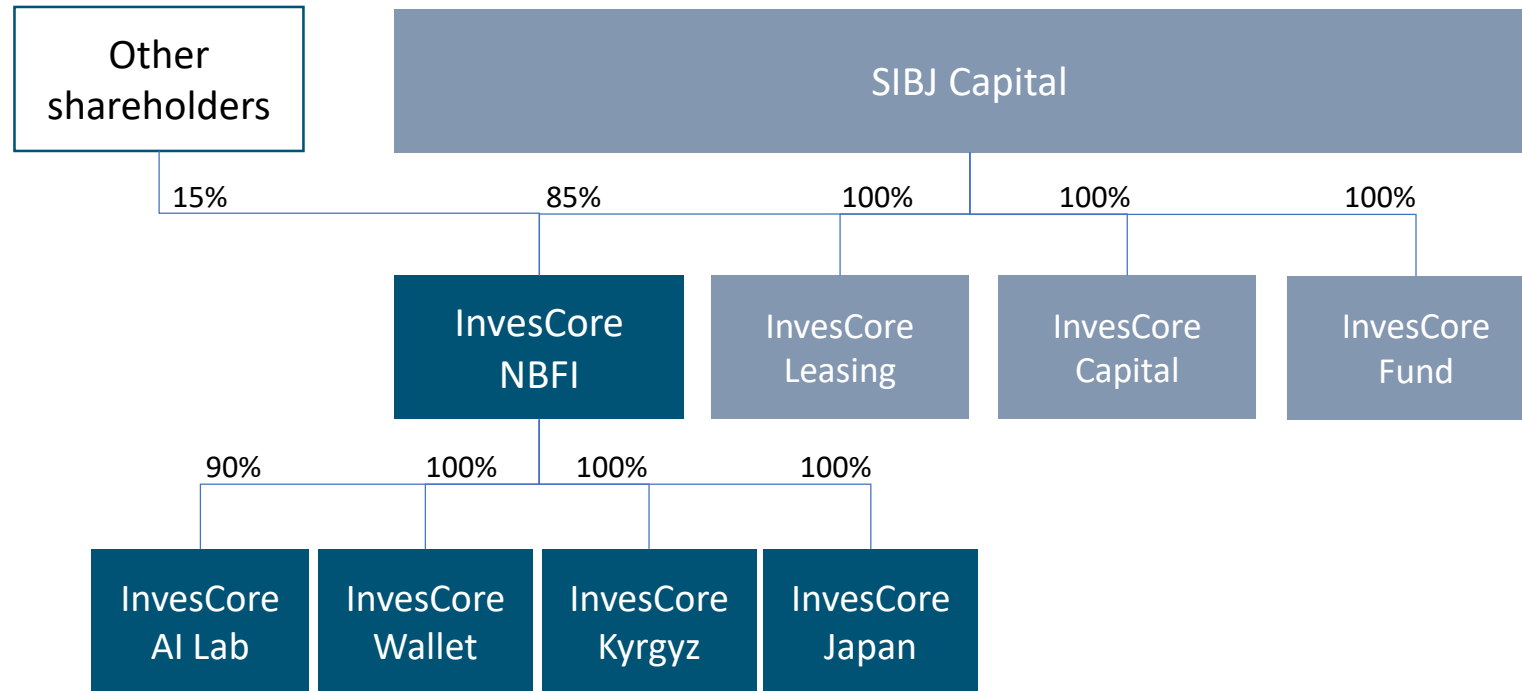 Other
shareholders
SIBJ Capital
15%
85%
100%
100%
100%
InvesCore
NBFI
InvesCore
Leasing
InvesCore
Capital
InvesCore
Fund
90%
100%
100%
100%
InvesCore
AI Lab
InvesCore
Wallet
InvesCore
Kyrgyz
InvesCore
Japan